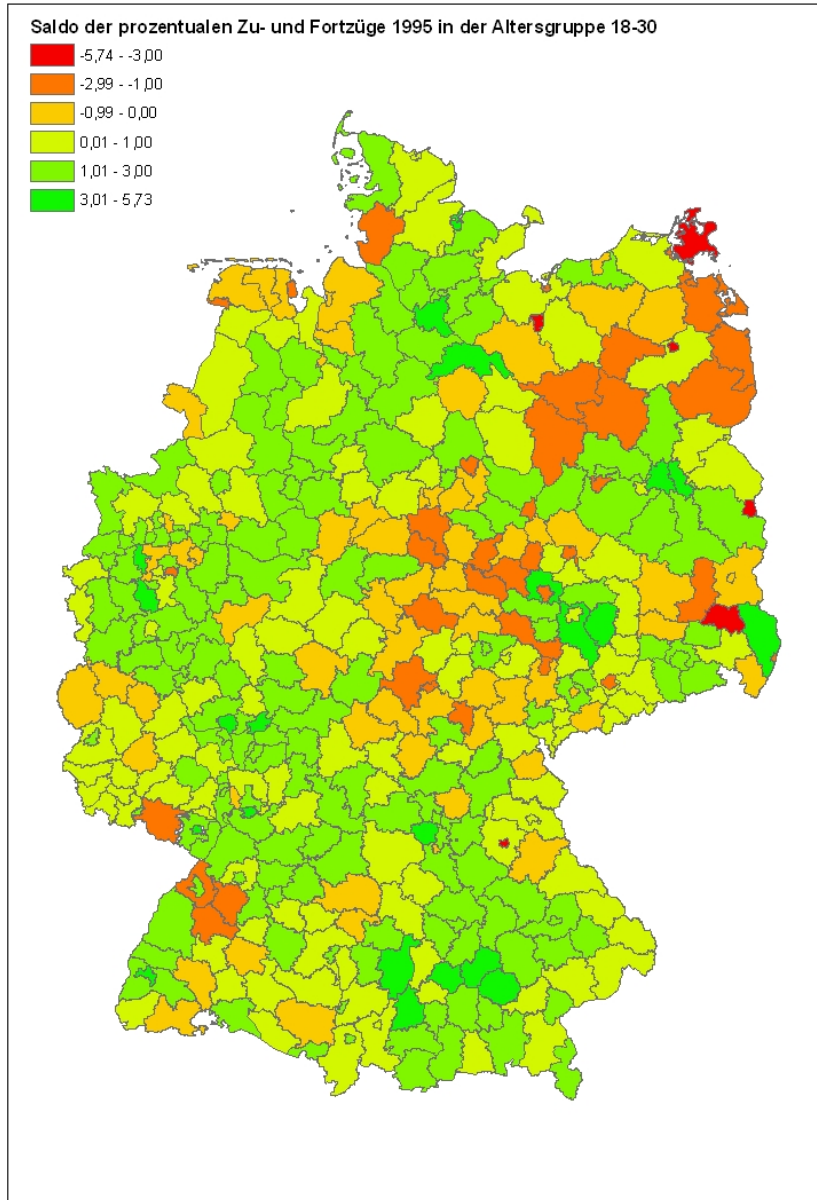 Saldo der prozentualen Zu- und Fortzüge 1995 in der Altersgruppe 18-30
-5,74 - -3,00
-2,99 - -1,00
-0,99 - 0,00
0,01 - 1,00
1,01 - 3,00
3,01 - 5,73